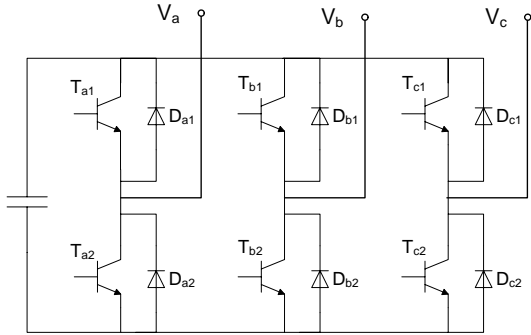 Va Vb Vc
Ta1 Da1 Tb1 Db1 Tc1 Dc1
Ta2 Da2 Tb2 Db2 Tc2 Dc2